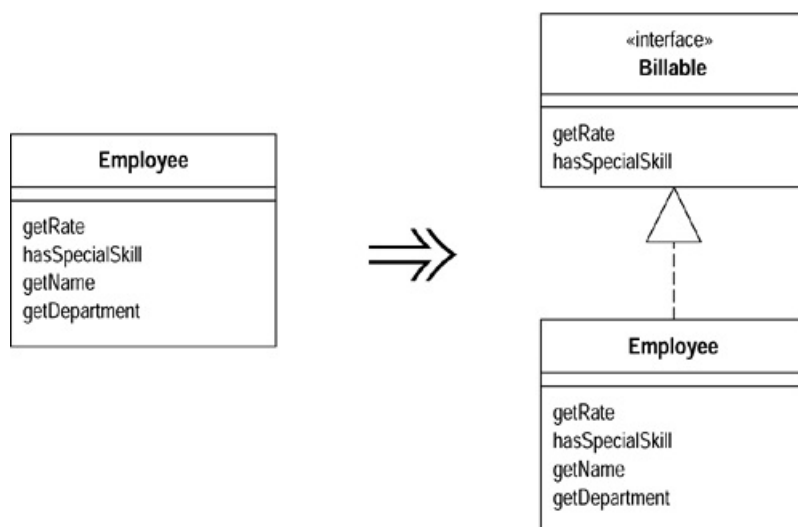 Employee
getRate
hasSpecialSkill
getName
getDepartment
«interface»
Billable
getRate
hasSpecialSkill
Employee
getRate
hasSpecialSkill
getName
getDepartment